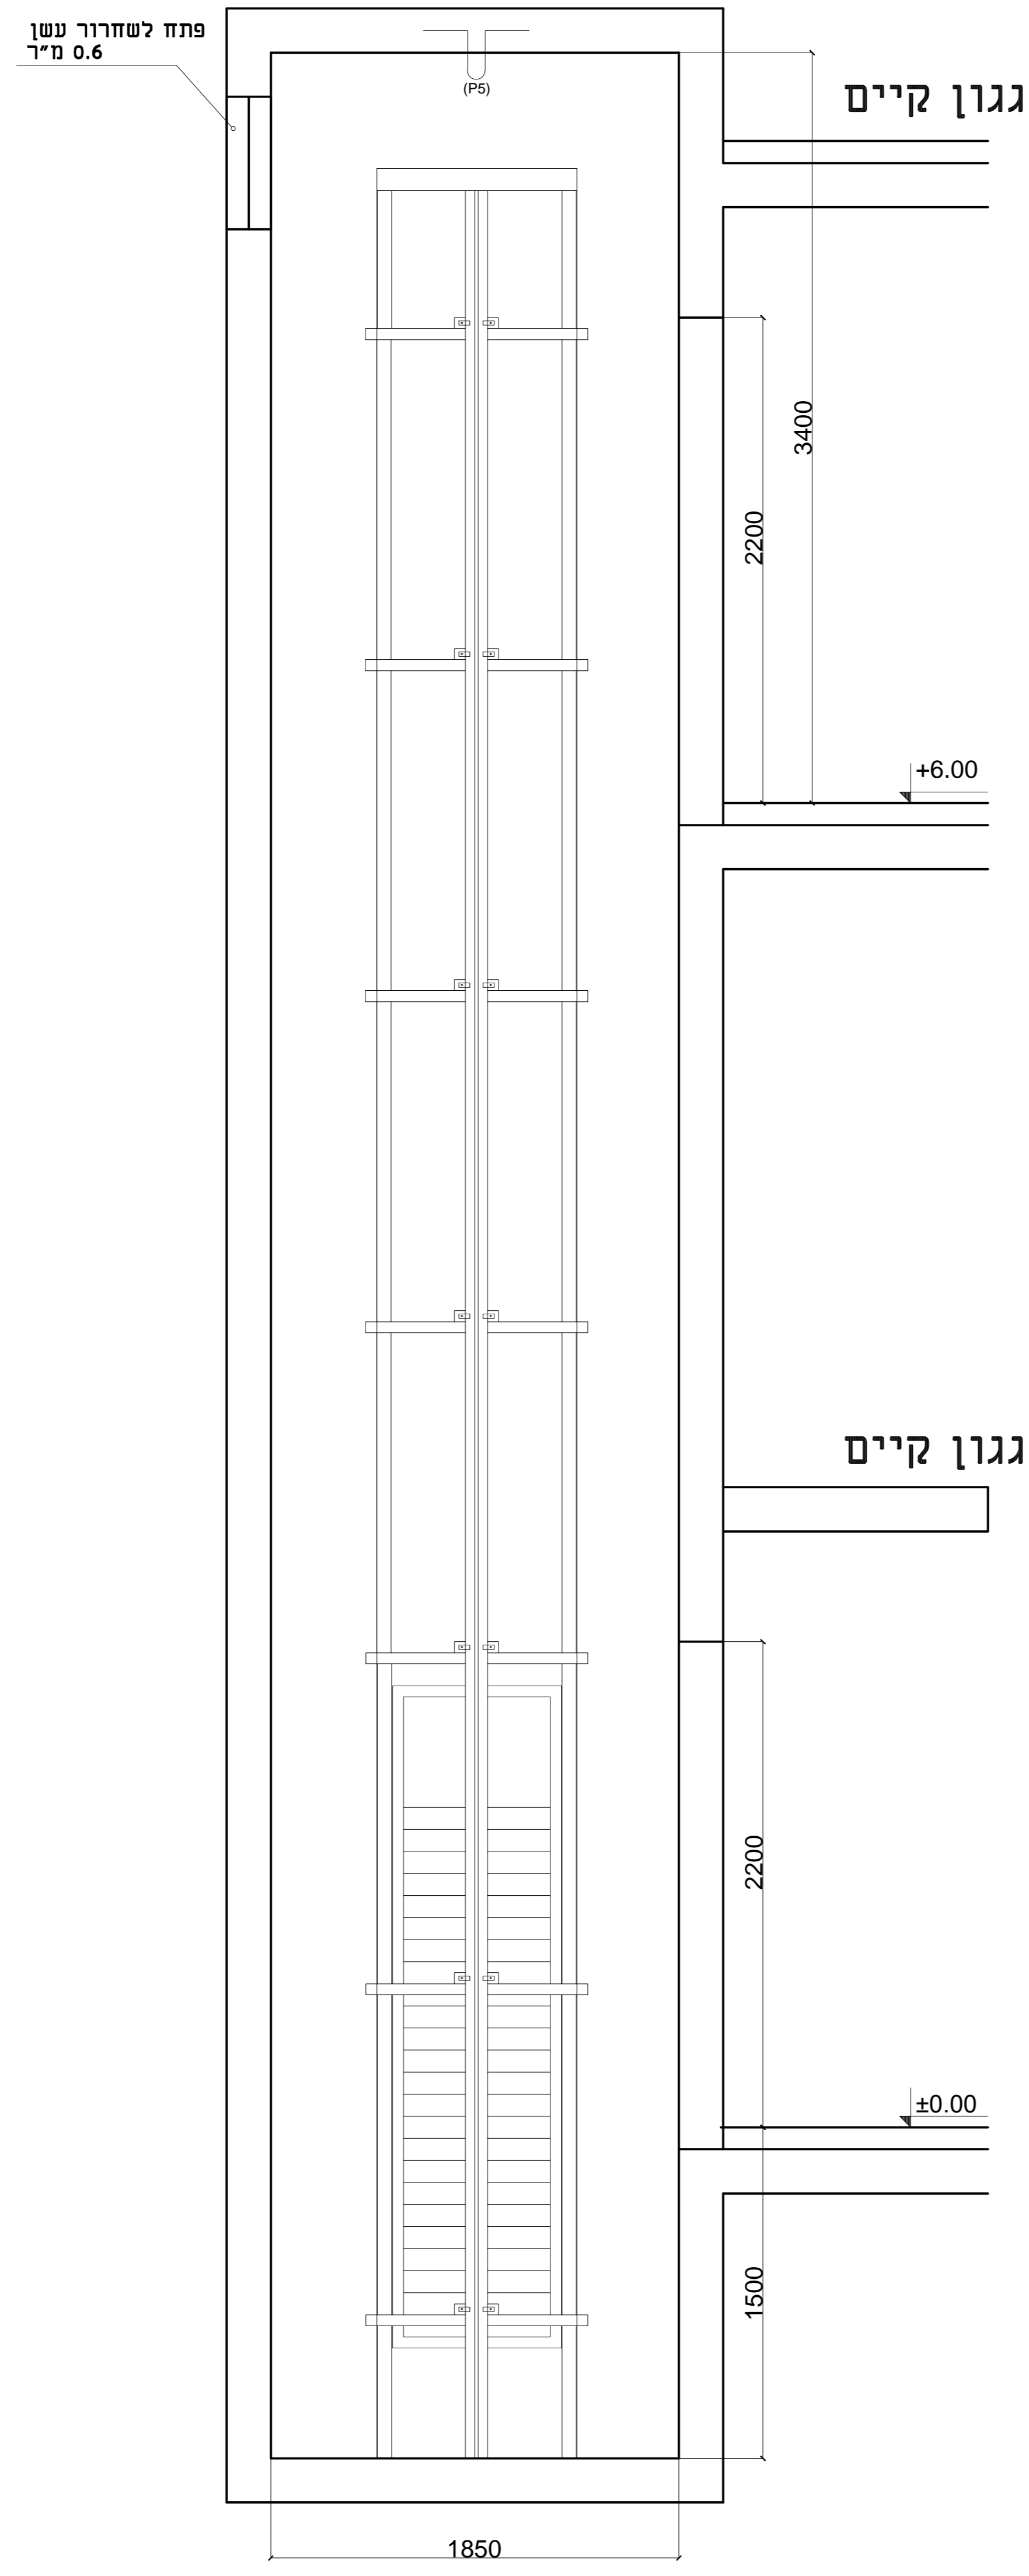 פתח לשחרור עשן
0.6 מ״ר
(P5)
גגון קיים
3400
2200
+6.00
גגון קיים
2200
±0.00
1500
1850